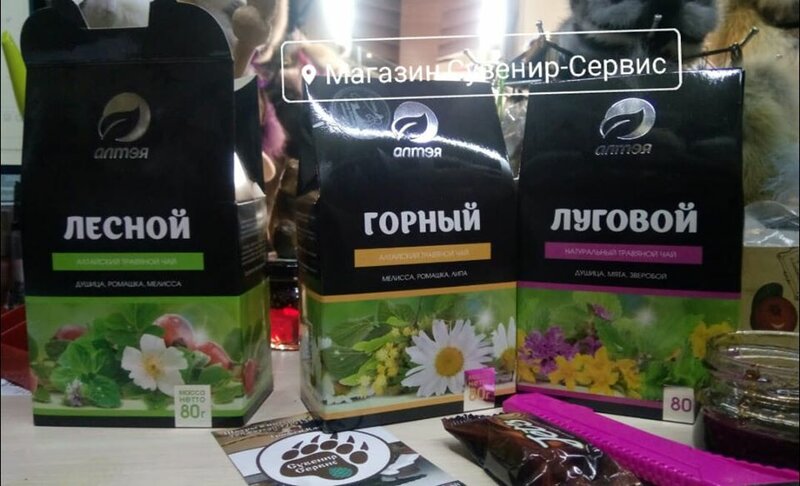 Магазин Сувенир-Сервис
алтэя
ЛЕСНОЙ
АЛТАЙСКИЙ ТРАВЯНОЙ ЧАЙ
ДУШИЦА, РОМАШКА, МЕЛИССА
масса
нетто
80г
алтэя
ГОРНЫЙ
АЛТАЙСКИЙ ТРАВЯНОЙ ЧАЙ
МЕЛИССА, РОМАШКА, ЛИПА
80г
алтэя
ЛУГОВОЙ
НАТУРАЛЬНЫЙ ТРАВЯНОЙ ЧАЙ
ДУШИЦА, МЯТА, ЗВЕРОБОЙ
80
Сувенир
Сервис